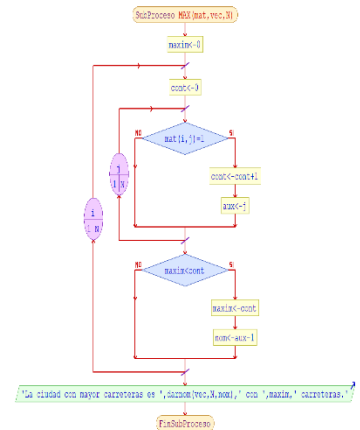 SubProceso MAX(mat,vec,N)
maxim<-0
cont<-0
mat(i,j)=1
NO
Si
j
1 N
cont<-cont+1
aux<-j
i
1 N
maxim<cont
NO
Si
maxim<-cont
nom<-aux-1
"La ciudad con mayor carreteras es ",darnom(vec,N,nom)," con ",maxim," carreteras."
FinSubProceso